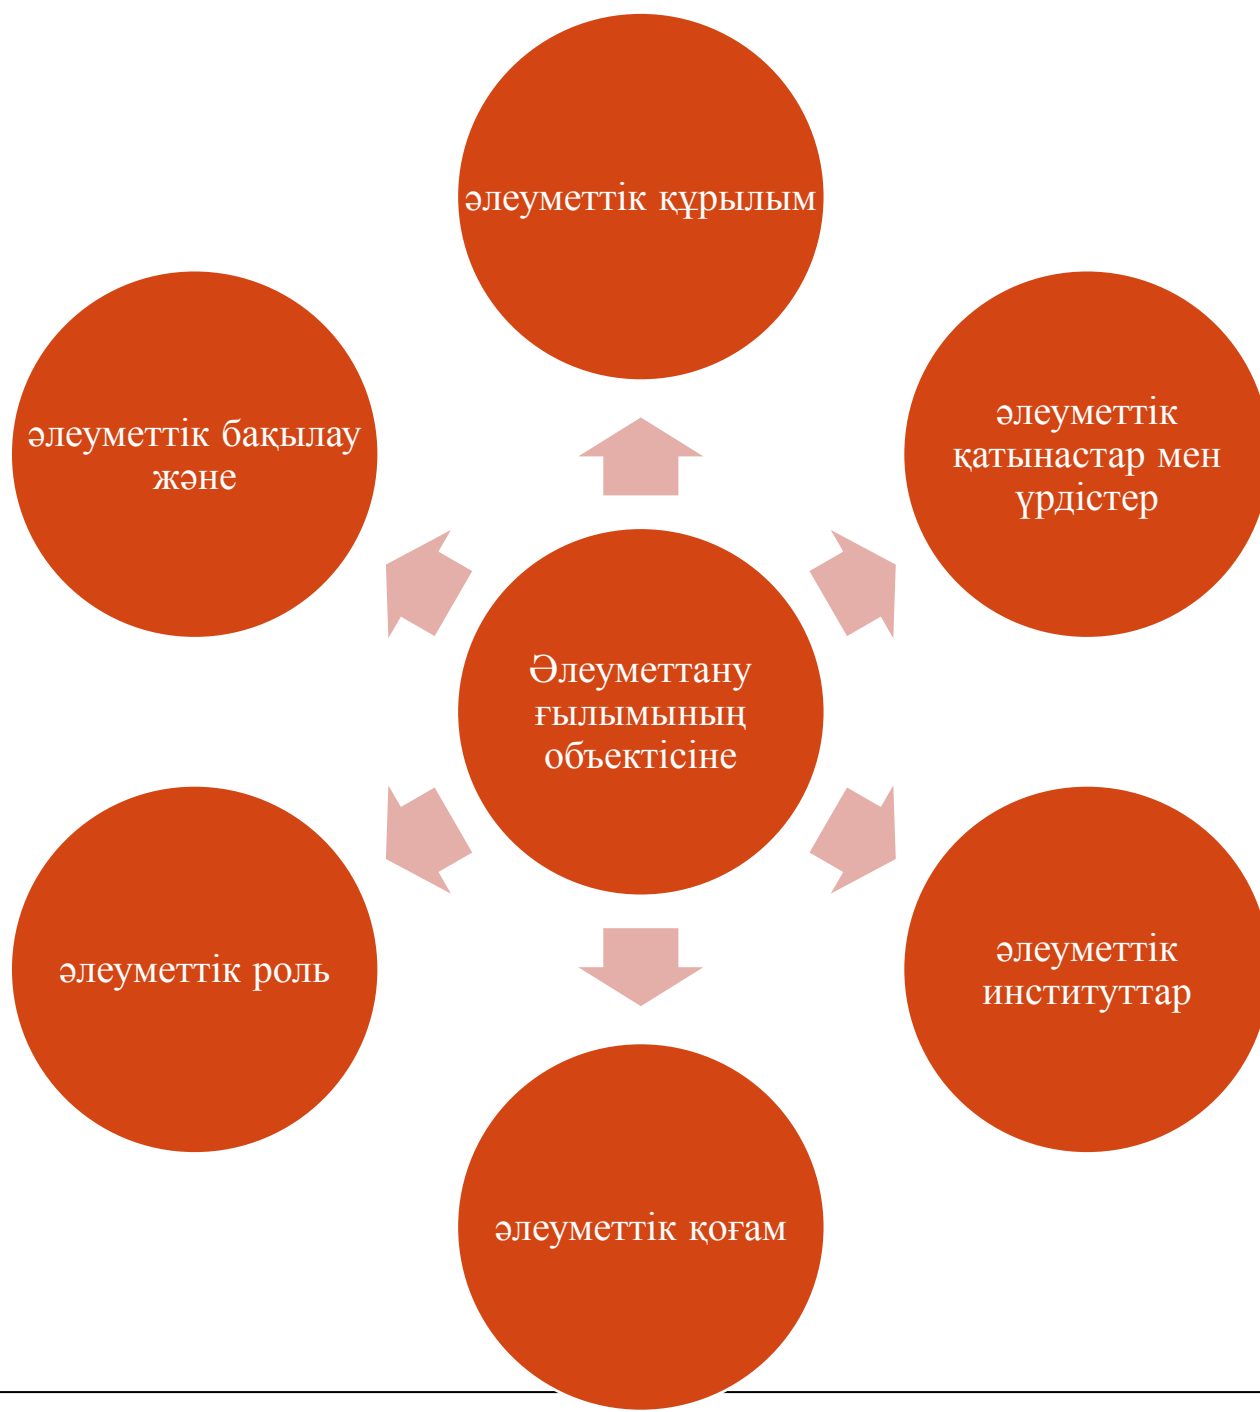 әлеуметтік құрылым
әлеуметтік
қатынастар мен
үрдістер
әлеуметтік бақылау
және
Әлеуметтану
ғылымының
объектісіне
әлеуметтік роль
әлеуметтік
институттар
әлеуметтік қоғам